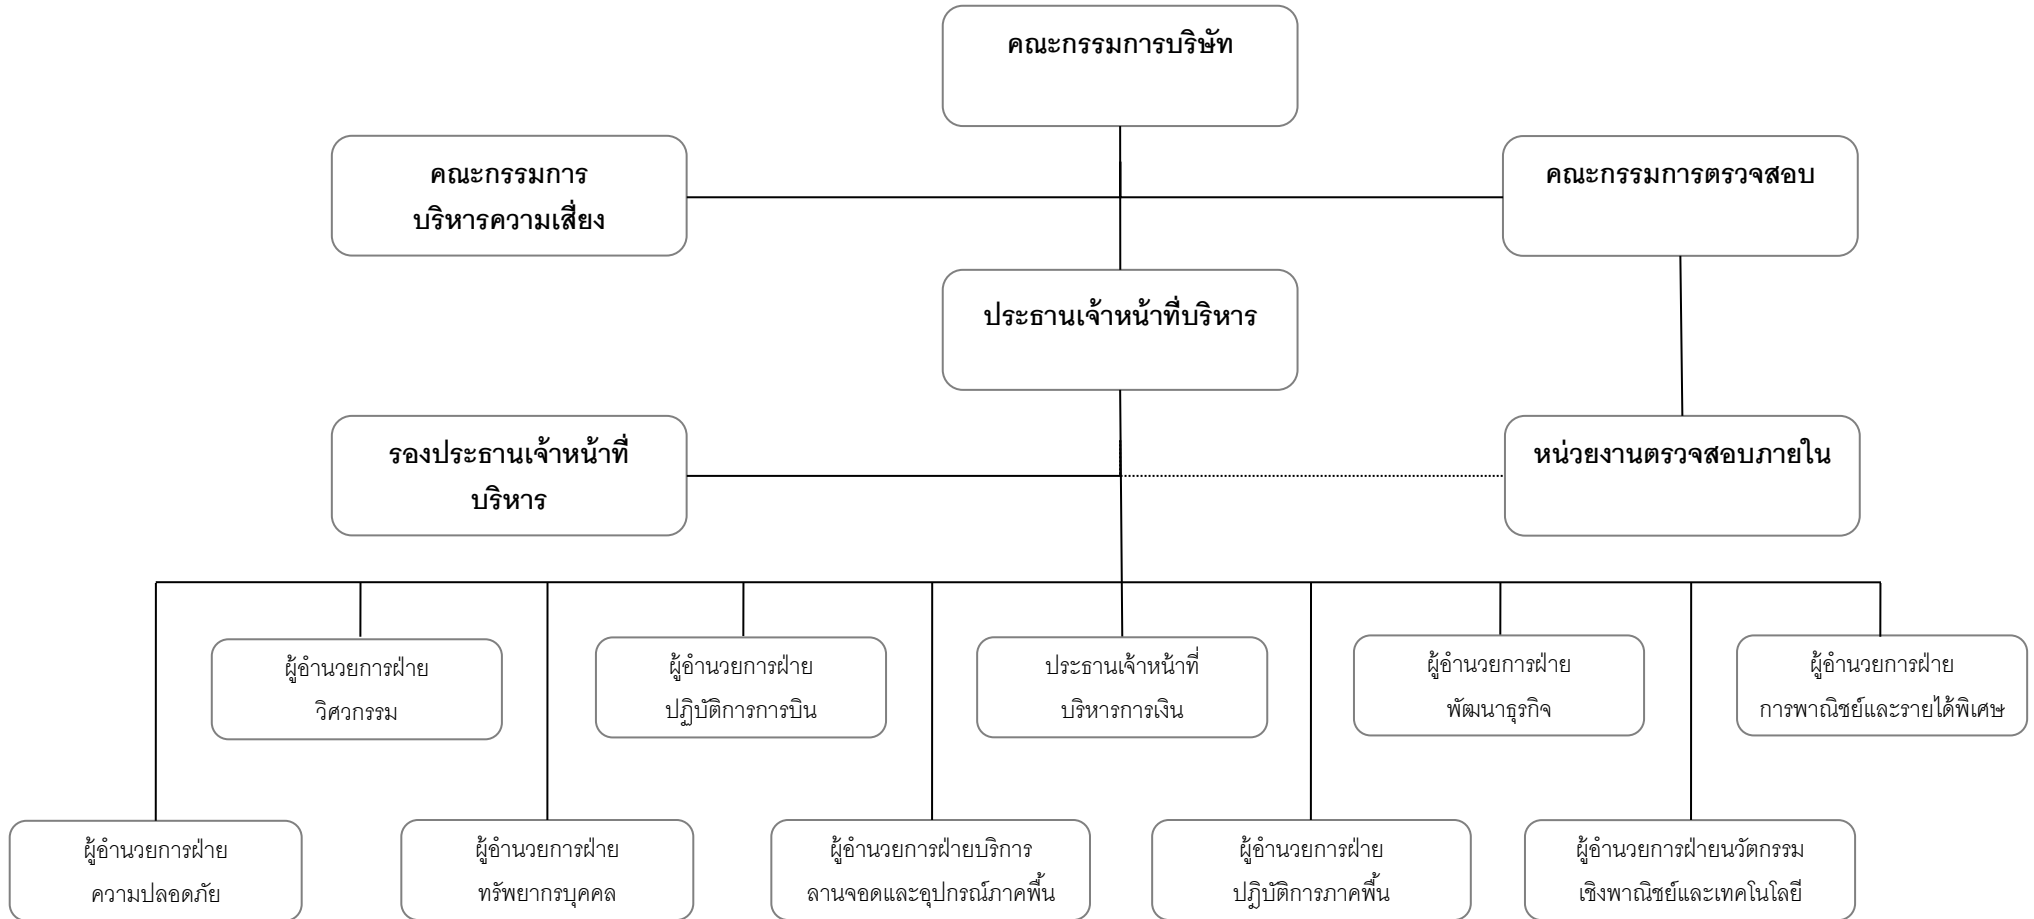 คณะกรรมการบริษัท
คณะกรรมการ
บริหารความเสี่ยง
คณะกรรมการตรวจสอบ
ประธานเจ้าหน้าที่บริหาร
รองประธานเจ้าหน้าที่
บริหาร
หน่วยงานตรวจสอบภายใน
ผู้อำนวยการฝ่าย
วิศวกรรม
ผู้อำนวยการฝ่าย
ปฏิบัติการการบิน
ประธานเจ้าหน้าที่
บริหารการเงิน
ผู้อำนวยการฝ่าย
พัฒนาธุรกิจ
ผู้อำนวยการฝ่าย
การพาณิชย์และรายได้พิเศษ
ผู้อำนวยการฝ่าย
ความปลอดภัย
ผู้อำนวยการฝ่าย
ทรัพยากรบุคคล
ผู้อำนวยการฝ่ายบริการ
ลานจอดและอุปกรณ์ภาคพื้น
ผู้อำนวยการฝ่าย
ปฏิบัติการภาคพื้น
ผู้อำนวยการฝ่ายนวัตกรรม
เชิงพาณิชย์และเทคโนโลยี